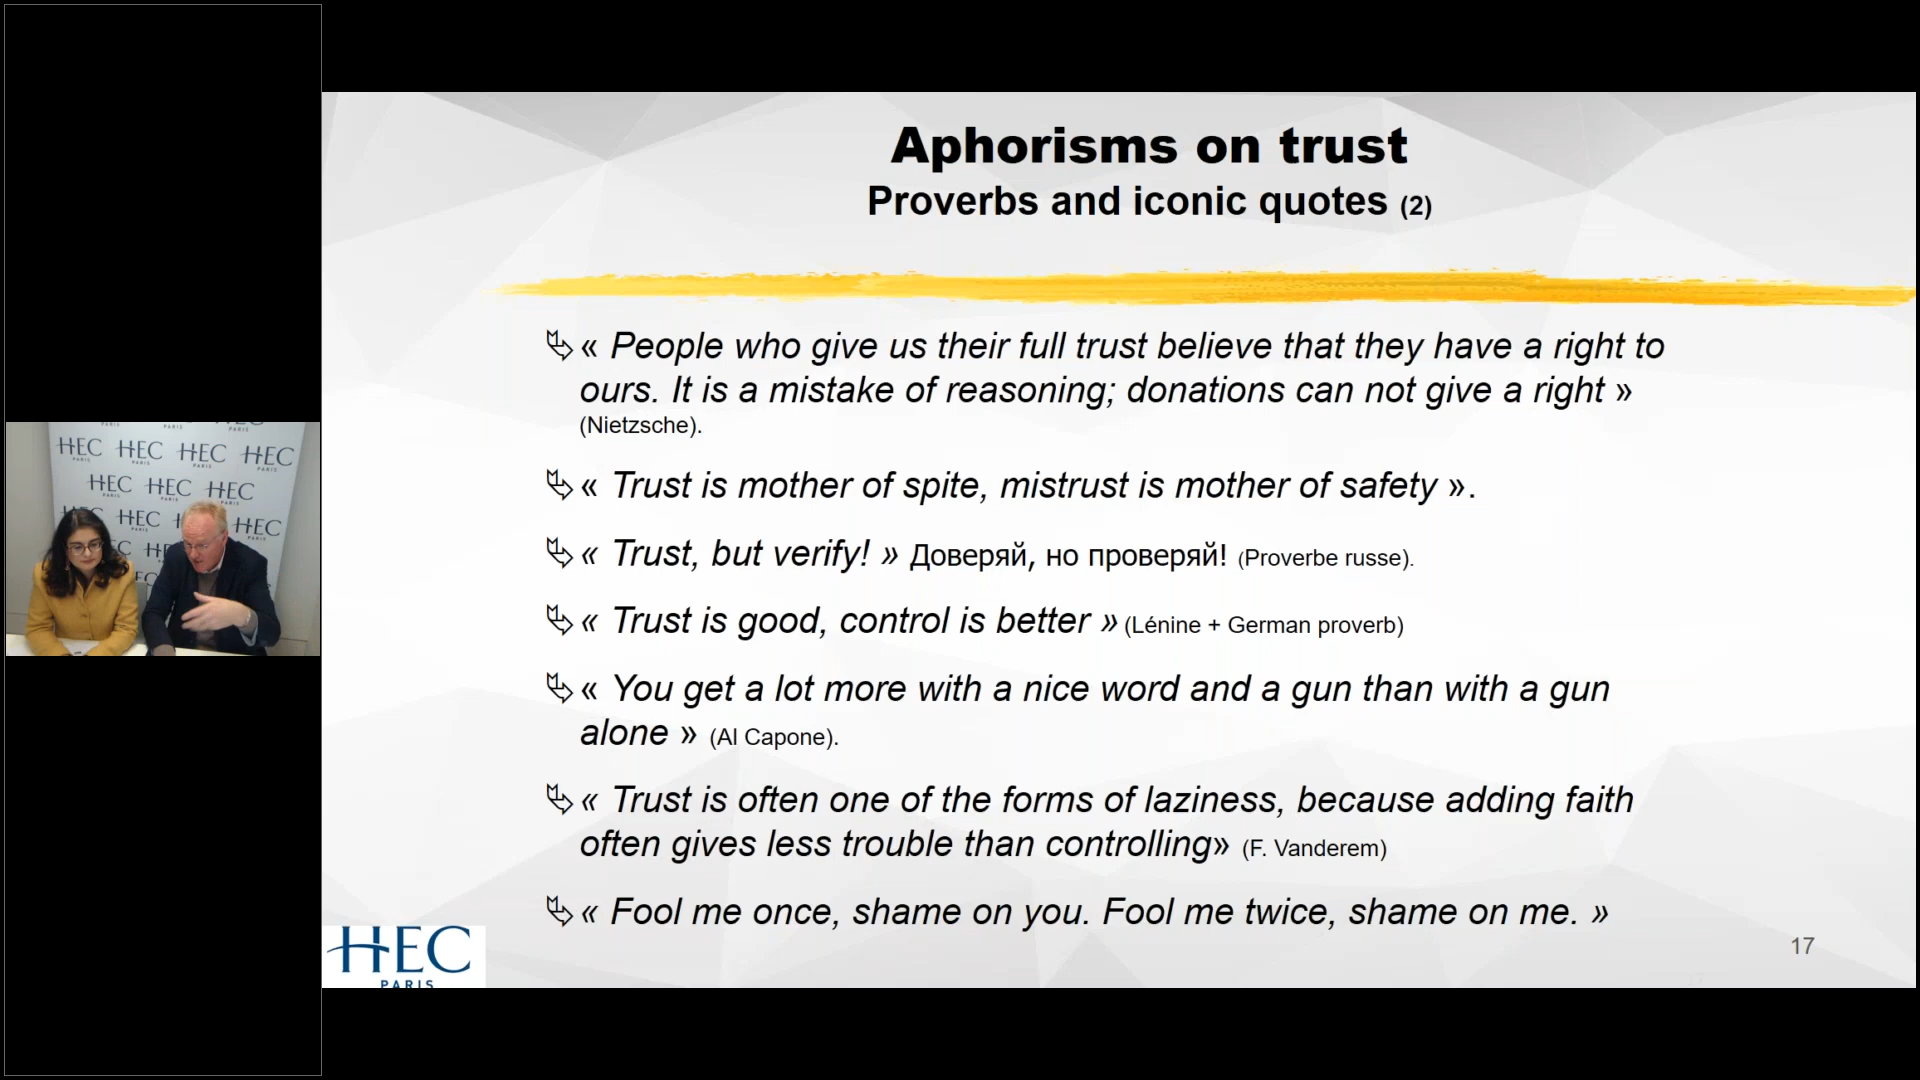 Aphorisms on trust
Proverbs and iconic quotes (2)
« People who give us their full trust believe that they have a right to
ours. It is a mistake of reasoning; donations can not give a right »
(Nietzsche).
« Trust is mother of spite, mistrust is mother of safety ».
« Trust, but verify! » Доверяй, но проверяй! (Proverbe russe).
« Trust is good, control is better » (Lénine + German proverb)
« You get a lot more with a nice word and a gun than with a gun
alone » (Al Capone).
« Trust is often one of the forms of laziness, because adding faith
often gives less trouble than controlling» (F. Vanderem)
« Fool me once, shame on you. Fool me twice, shame on me. »
17
HEC
PARIS
HEC HEC HEC HEC
PARIS PARIS PARIS PARIS
HEC HEC HEC
PARIS PARIS PARIS
HEC HEC HEC